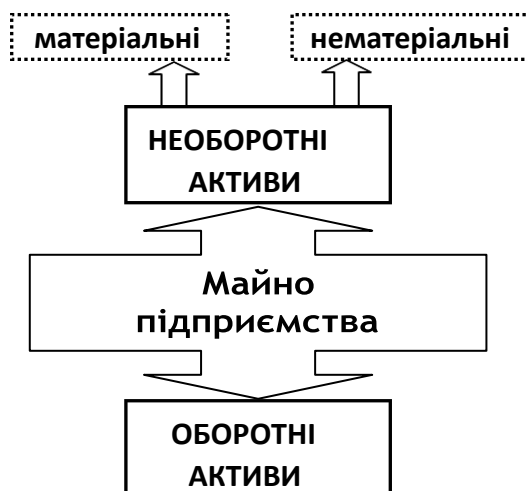 матеріальні нематеріальні
НЕОБОРОТНІ
АКТИВИ
Майно
підприємства
ОБОРОТНІ
АКТИВИ